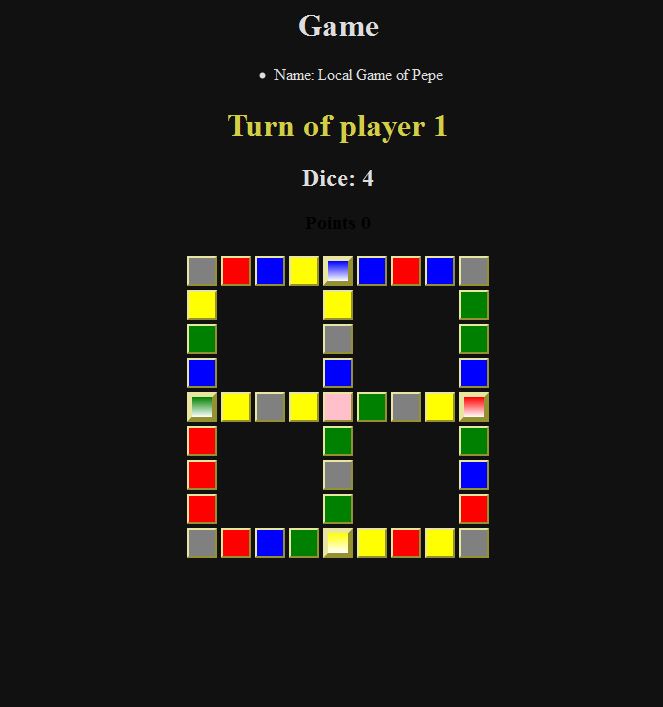 Game
Name: Local Game of Pepe
Turn of player 1
Dice: 4
Points 0